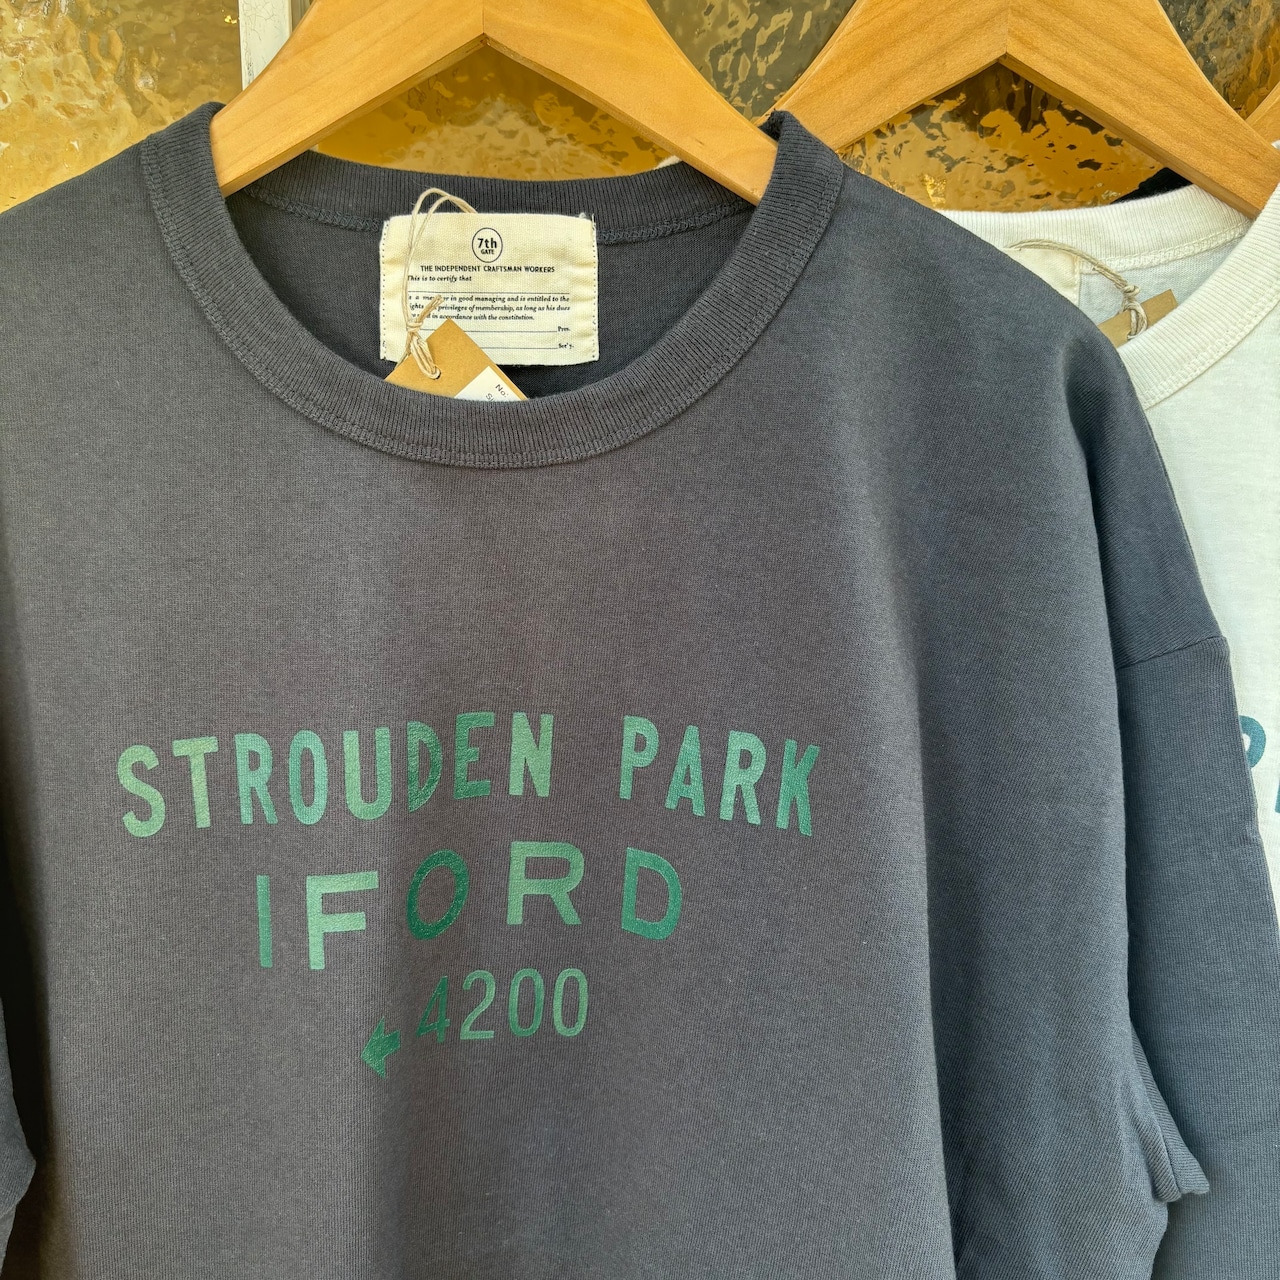 7th
GATE
THE INDEPENDENT CRAFTSMAN WORKERS
This is to certify that
a member in good managing and is entitled to the
privileges of membership, as long as his dues
in accordance with the constitution.
Pres.
Sec'y.
No:
STROUDEN PARK
IFORD
4200